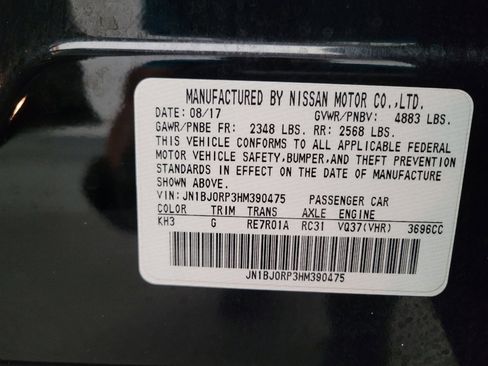 MANUFACTURED BY NISSAN MOTOR CO.,LTD.
DATE: 08/17 GVWR/PNBV: 4883 LBS.
GAWR/PNBE FR: 2348 LBS. RR: 2568 LBS.
THIS VEHICLE CONFORMS TO ALL APPLICABLE FEDERAL
MOTOR VEHICLE SAFETY,BUMPER,AND THEFT PREVENTION
STANDARDS IN EFFECT ON THE DATE OF MANUFACTURE
SHOWN ABOVE.
VIN: JN1BJ0RP3HM390475 PASSENGER CAR
COLOR TRIM TRANS AXLE ENGINE
KH3 G RE7R01A RC31 VQ37(VHR) 3696CC
JN1BJ0RP3HM390475